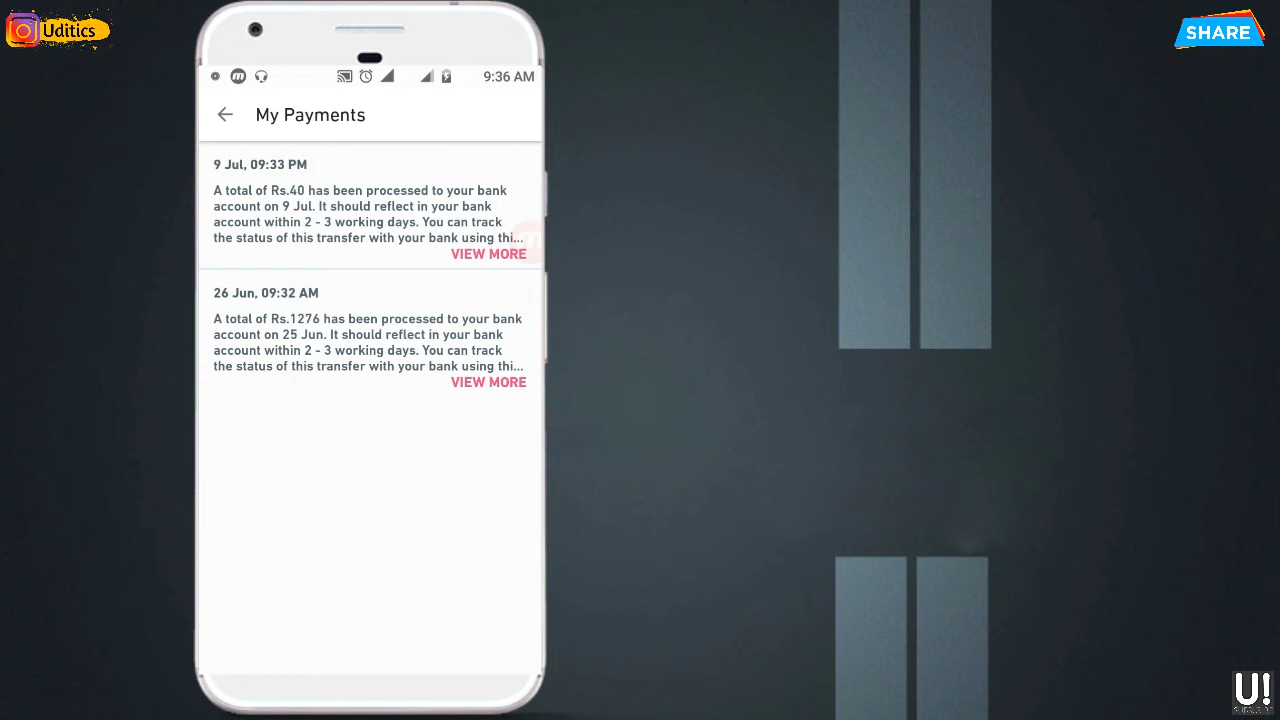 Uditics
SHARE
9:36 AM
My Payments
9 Jul, 09:33 PM
A total of Rs.40 has been processed to your bank
account on 9 Jul. It should reflect in your bank
account within 2 - 3 working days. You can track
the status of this transfer with your bank using thi...
VIEW MORE
26 Jun, 09:32 AM
A total of Rs.1276 has been processed to your bank
account on 25 Jun. It should reflect in your bank
account within 2 - 3 working days. You can track
the status of this transfer with your bank using thi...
VIEW MORE
U!